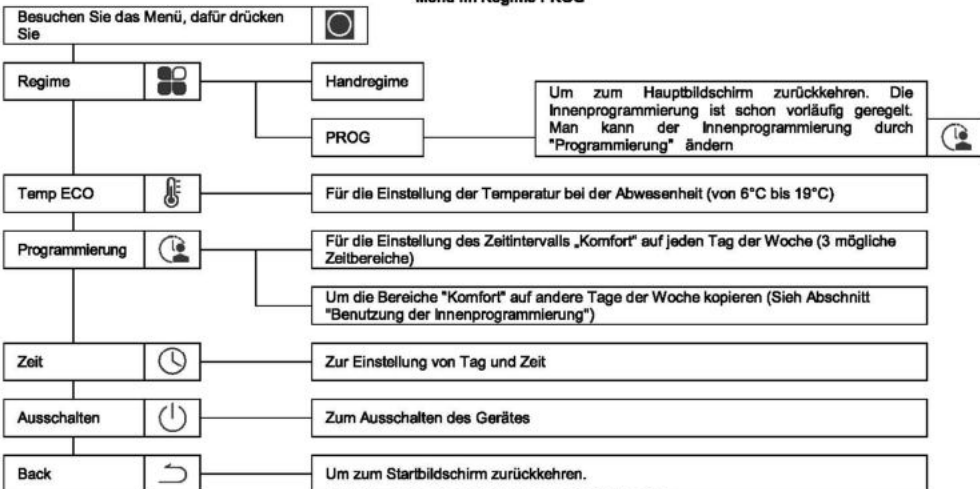 Menü im Regime PROG
Besuchen Sie das Menü, dafür drücken
Sie
Regime
Handregime
PROG
Um zum Hauptbildschirm zurückkehren. Die
Innenprogrammierung ist schon vorläufig geregelt.
Man kann der Innenprogrammierung durch
"Programmierung" ändern
Temp ECO
Für die Einstellung der Temperatur bei der Abwesenheit (von 6°C bis 19°C)
Programmierung
Für die Einstellung des Zeitintervalls „Komfort" auf jeden Tag der Woche (3 mögliche
Zeitbereiche)
Um die Bereiche "Komfort" auf andere Tage der Woche kopieren (Sieh Abschnitt
"Benutzung der Innenprogrammierung")
Zeit
Zur Einstellung von Tag und Zeit
Ausschalten
Zum Ausschalten des Gerätes
Back
Um zum Startbildschirm zurückkehren.